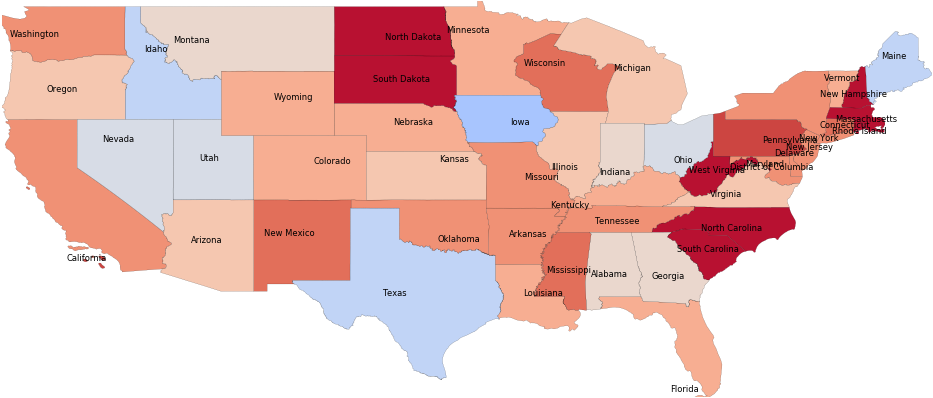 Washington
Montana
Idaho
North Dakota
Minnesota
Maine
Oregon
South Dakota
Wisconsin
Michigan
Vermont
New Hampshire
Wyoming
Nebraska
Iowa
Massachusetts
Connecticut
Rhode Island
Nevada
Utah
Colorado
Kansas
Missouri
Illinois
Indiana
Ohio
Pennsylvania
New York
New Jersey
Delaware
Maryland
District of Columbia
West Virginia
Virginia
Kentucky
California
Arizona
New Mexico
Oklahoma
Arkansas
Tennessee
North Carolina
South Carolina
Texas
Louisiana
Mississippi
Alabama
Georgia
Florida